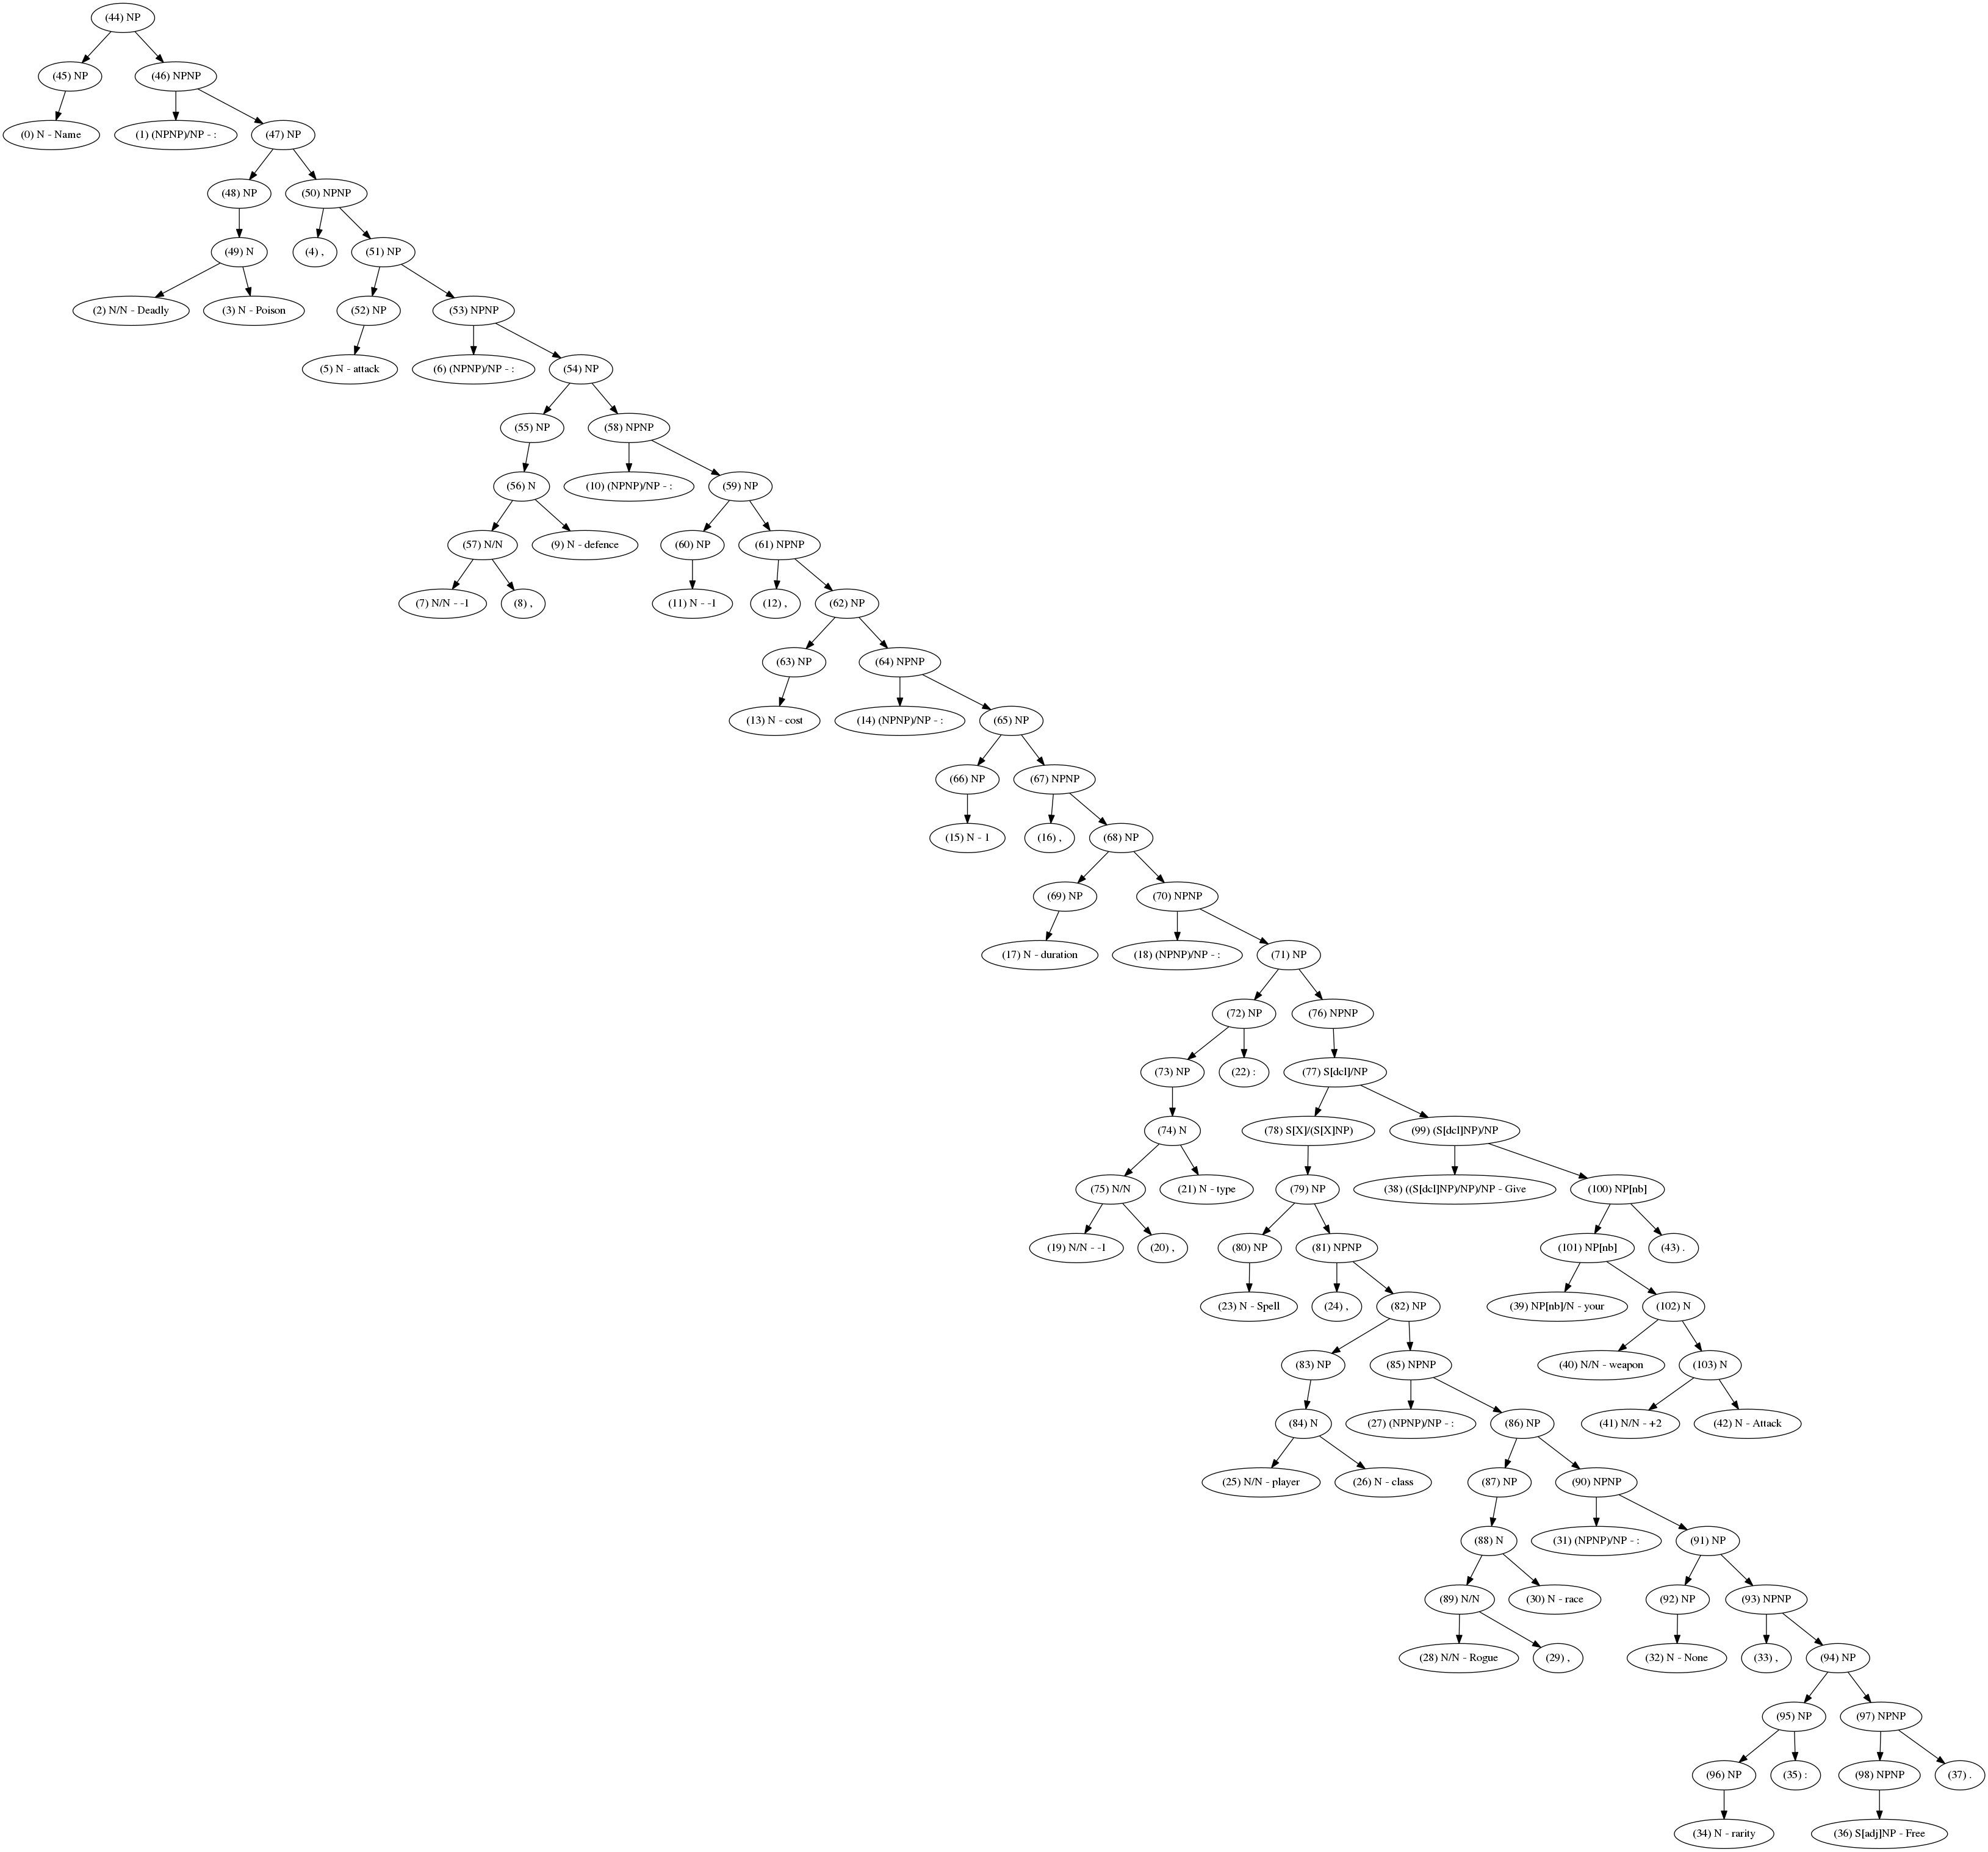 (44) NP
(45) NP (46) NPNP
(0) N - Name (1) (NPNP)/NP - : (47) NP
(48) NP (50) NPNP
(49) N (4) , (51) NP
(2) N/N - Deadly (3) N - Poison (52) NP (53) NPNP
(5) N - attack (6) (NPNP)/NP - : (54) NP
(55) NP (58) NPNP
(56) N (10) (NPNP)/NP - : (59) NP
(57) N/N (9) N - defence (60) NP (61) NPNP
(7) N/N - -1 (8) , (11) N - -1 (12) , (62) NP
(63) NP (64) NPNP
(13) N - cost (14) (NPNP)/NP - : (65) NP
(66) NP (67) NPNP
(15) N - 1 (16) , (68) NP
(69) NP (70) NPNP
(17) N - duration (18) (NPNP)/NP - : (71) NP
(72) NP (76) NPNP
(73) NP (22) : (77) S[dcl]/NP
(74) N (78) S[X]/(S[X]NP) (99) (S[dcl]NP)/NP
(75) N/N (21) N - type (79) NP (38) ((S[dcl]NP)/NP)/NP - Give (100) NP[nb]
(19) N/N - -1 (20) , (80) NP (81) NPNP (101) NP[nb] (43) .
(23) N - Spell (24) , (82) NP (39) NP[nb]/N - your (102) N
(83) NP (85) NPNP (40) N/N - weapon (103) N
(84) N (27) (NPNP)/NP - : (86) NP (41) N/N - +2 (42) N - Attack
(25) N/N - player (26) N - class (87) NP (90) NPNP
(88) N (31) (NPNP)/NP - : (91) NP
(89) N/N (30) N - race (92) NP (93) NPNP
(28) N/N - Rogue (29) , (32) N - None (33) , (94) NP
(95) NP (97) NPNP
(96) NP (35) : (98) NPNP (37) .
(34) N - rarity (36) S[adj]NP - Free